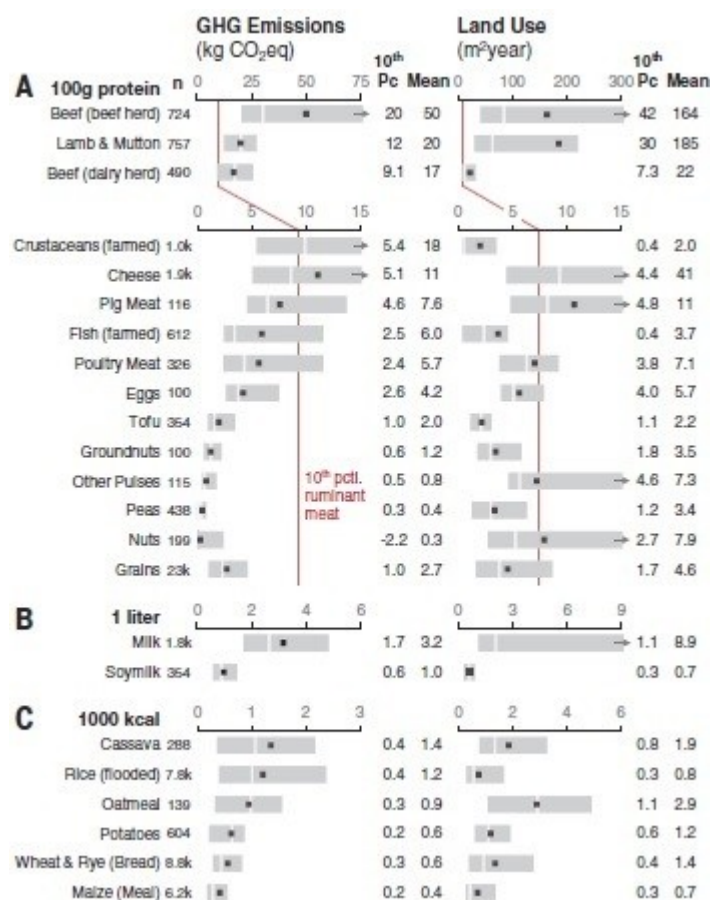 GHG Emissions Land Use
(kg CO₂eq) (m²year)
10th 10th
A 100g protein n 0 25 50 75 Pc Mean 0 100 200 300 Pc Mean
Beef (beef herd) 724 20 50 42 164
Lamb & Mutton 757 12 20 30 185
Beef (dairy herd) 490 9.1 17 7.3 22
0 5 10 15 0 5 10 15
Crustaceans (farmed) 1.0k 5.4 18 0.4 2.0
Cheese 1.9k 5.1 11 4.4 41
Pig Meat 116 4.6 7.6 4.8 11
Fish (farmed) 612 2.5 6.0 0.4 3.7
Poultry Meat 326 2.4 5.7 3.8 7.1
Eggs 100 2.6 4.2 4.0 5.7
Tofu 354 1.0 2.0 1.1 2.2
Groundnuts 100 0.6 1.2 1.8 3.5
Other Pulses 115 0.5 0.8 4.6 7.3
10th pctl.
ruminant
meat
Peas 438 0.3 0.4 1.2 3.4
Nuts 199 -2.2 0.3 2.7 7.9
Grains 23k 1.0 2.7 1.7 4.6
B 1 liter 0 2 4 6 0 3 6 9
Milk 1.8k 1.7 3.2 1.1 8.9
Soymilk 354 0.6 1.0 0.3 0.7
C 1000 kcal 0 1 2 3 0 2 4 6
Cassava 288 0.4 1.4 0.8 1.9
Rice (flooded) 7.8k 0.4 1.2 0.3 0.8
Oatmeal 139 0.3 0.9 1.1 2.9
Potatoes 604 0.2 0.6 0.6 1.2
Wheat & Rye (Bread) 8.8k 0.3 0.6 0.4 1.4
Maize (Meal) 6.2k 0.2 0.4 0.3 0.7